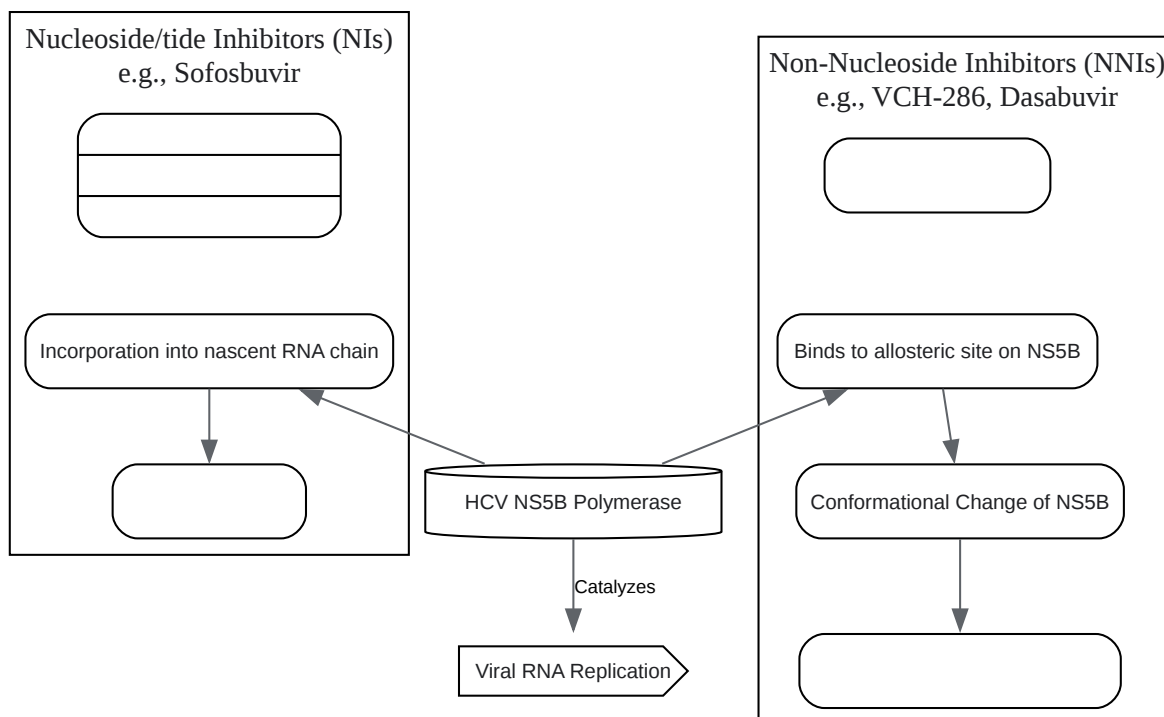 Nucleoside/tide Inhibitors (NIs)
e.g., Sofosbuvir
Non-Nucleoside Inhibitors (NNIs)
e.g., VCH-286, Dasabuvir
Incorporation into nascent RNA chain
Binds to allosteric site on NS5B
HCV NS5B Polymerase
Conformational Change of NS5B
Catalyzes
Viral RNA Replication